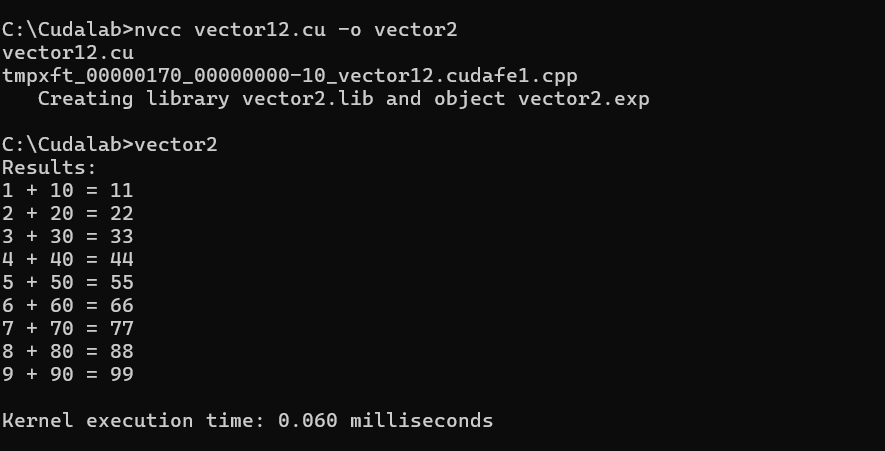 C:\Cudalab>nvcc vector12.cu -o vector2
vector12.cu
tmpxft_00000170_00000000-10_vector12.cudafe1.cpp
   Creating library vector2.lib and object vector2.exp

C:\Cudalab>vector2
Results:
1 + 10 = 11
2 + 20 = 22
3 + 30 = 33
4 + 40 = 44
5 + 50 = 55
6 + 60 = 66
7 + 70 = 77
8 + 80 = 88
9 + 90 = 99

Kernel execution time: 0.060 milliseconds